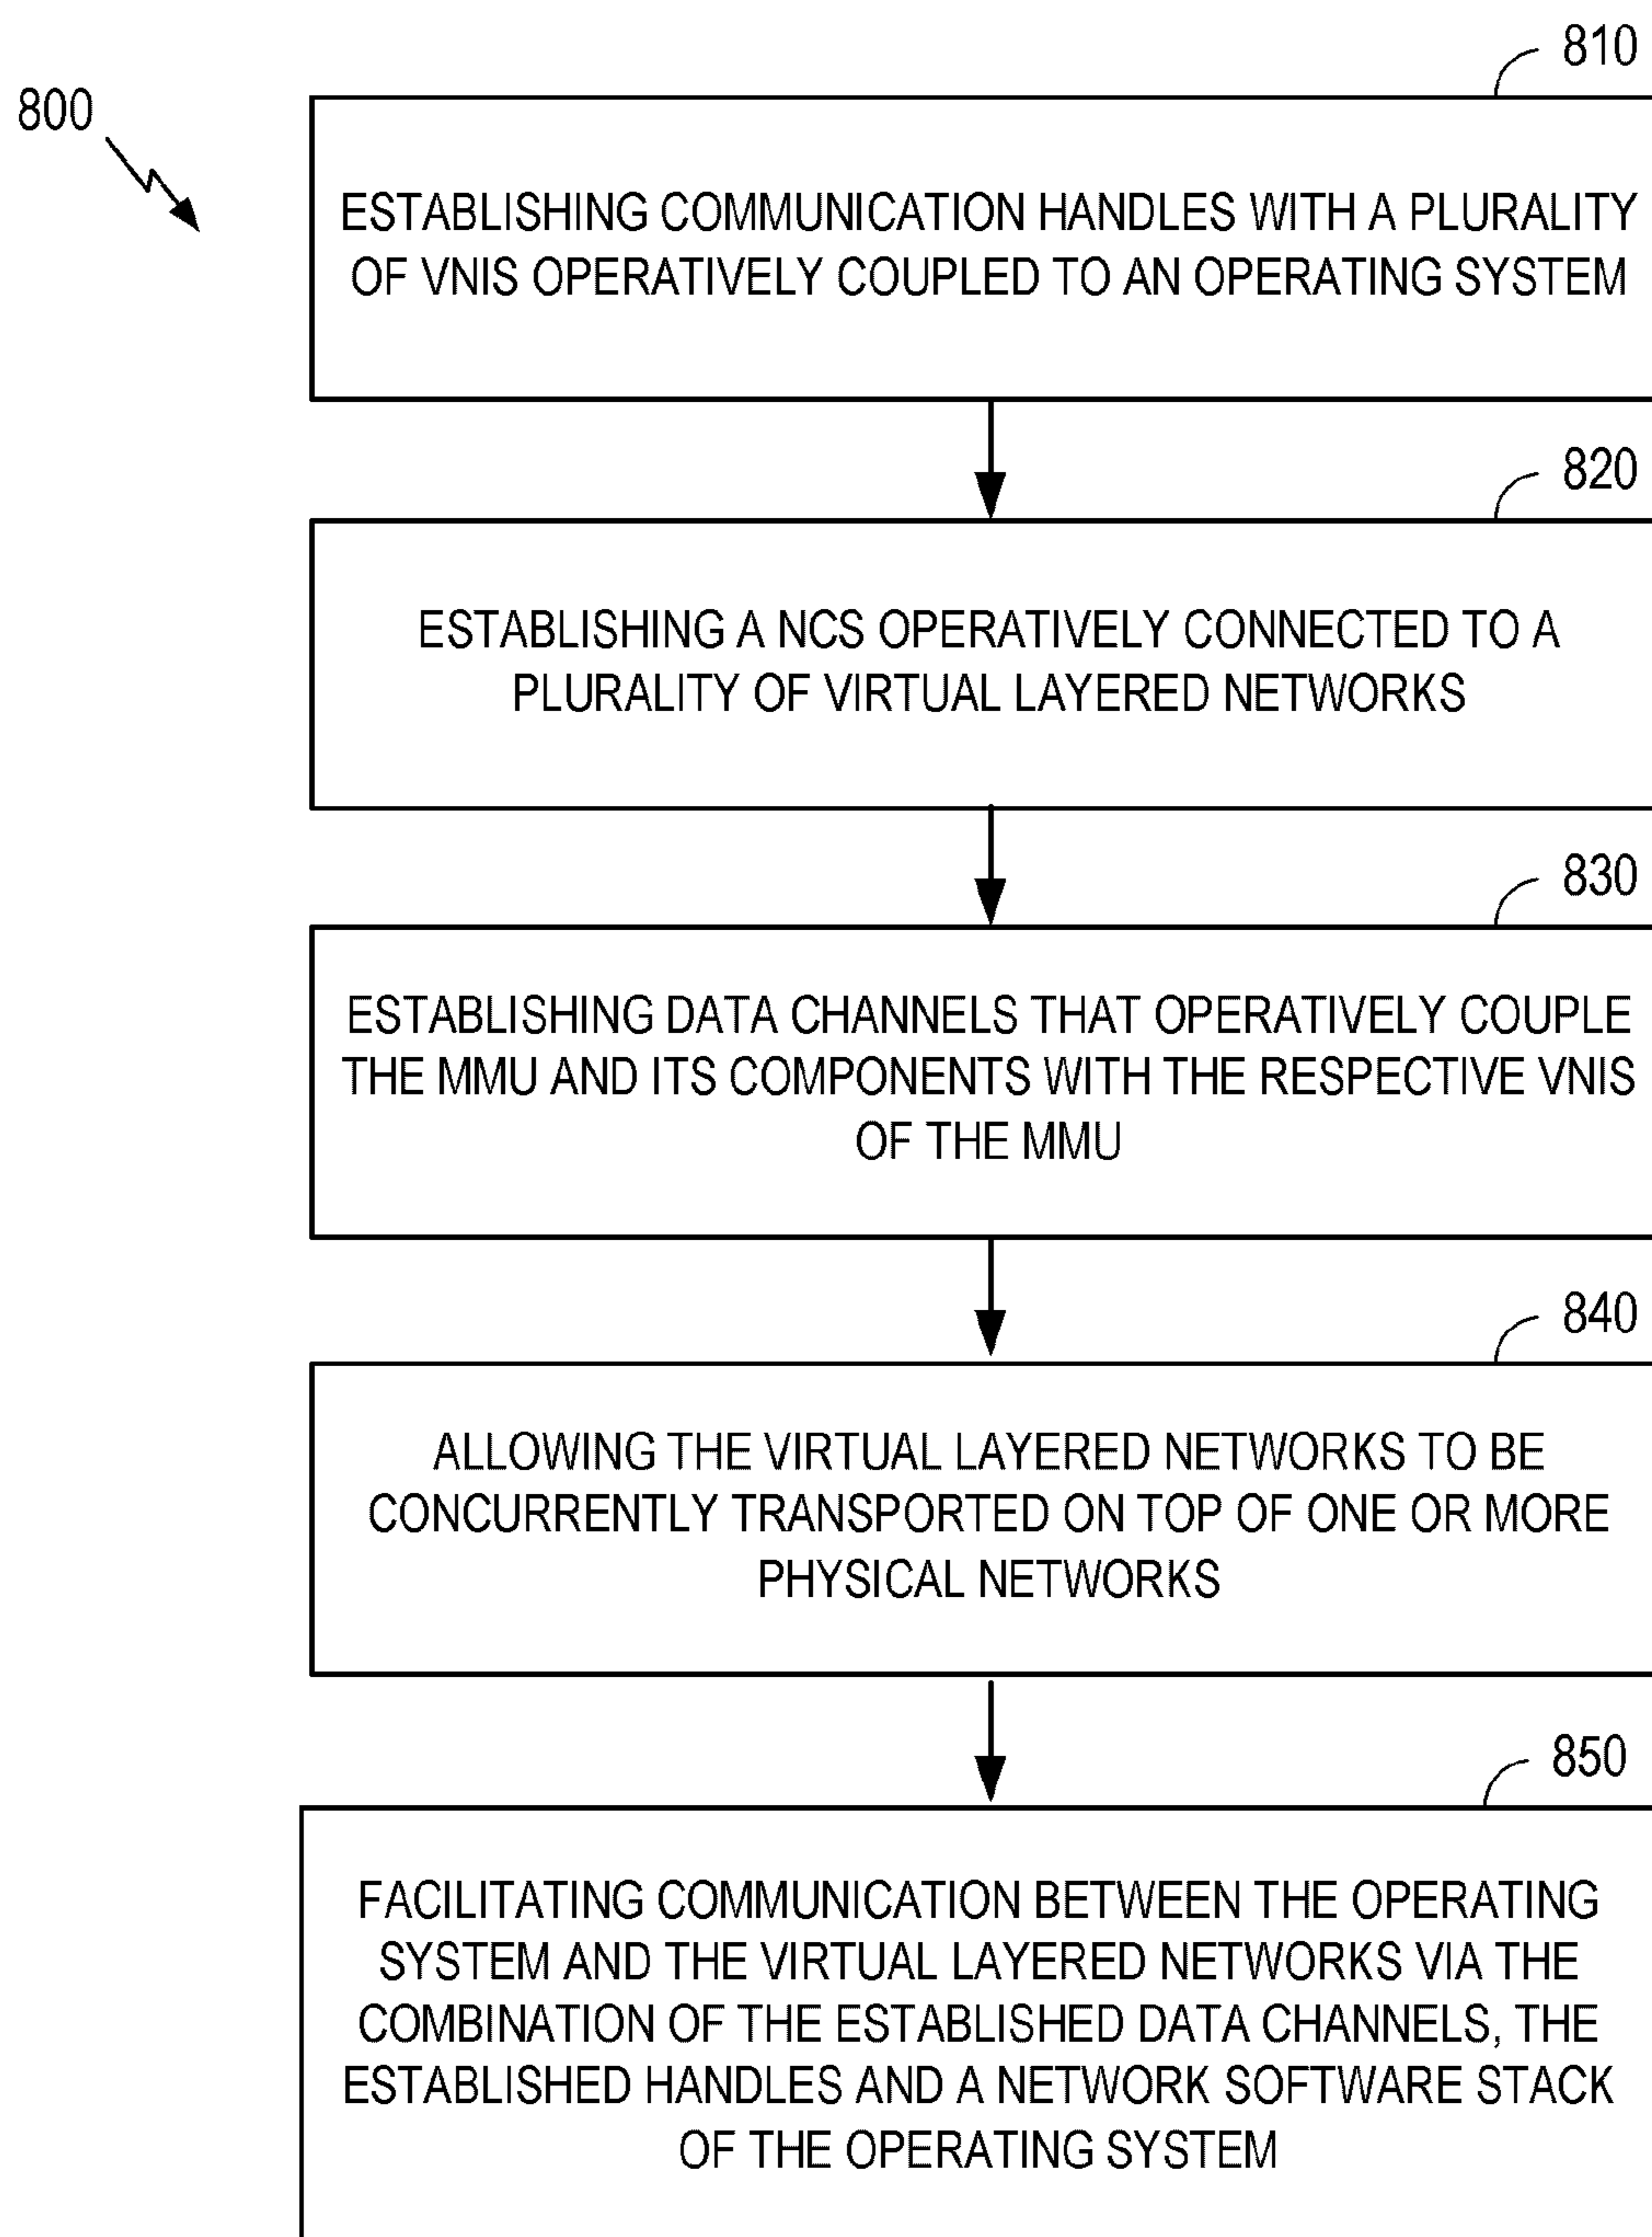 810
800
ESTABLISHING COMMUNICATION HANDLES WITH A PLURALITY
OF VNIS OPERATIVELY COUPLED TO AN OPERATING SYSTEM
820
ESTABLISHING A NCS OPERATIVELY CONNECTED TO A
PLURALITY OF VIRTUAL LAYERED NETWORKS
830
ESTABLISHING DATA CHANNELS THAT OPERATIVELY COUPLE
THE MMU AND ITS COMPONENTS WITH THE RESPECTIVE VNIS
OF THE MMU
840
ALLOWING THE VIRTUAL LAYERED NETWORKS TO BE
CONCURRENTLY TRANSPORTED ON TOP OF ONE OR MORE
PHYSICAL NETWORKS
850
FACILITATING COMMUNICATION BETWEEN THE OPERATING
SYSTEM AND THE VIRTUAL LAYERED NETWORKS VIA THE
COMBINATION OF THE ESTABLISHED DATA CHANNELS, THE
ESTABLISHED HANDLES AND A NETWORK SOFTWARE STACK
OF THE OPERATING SYSTEM